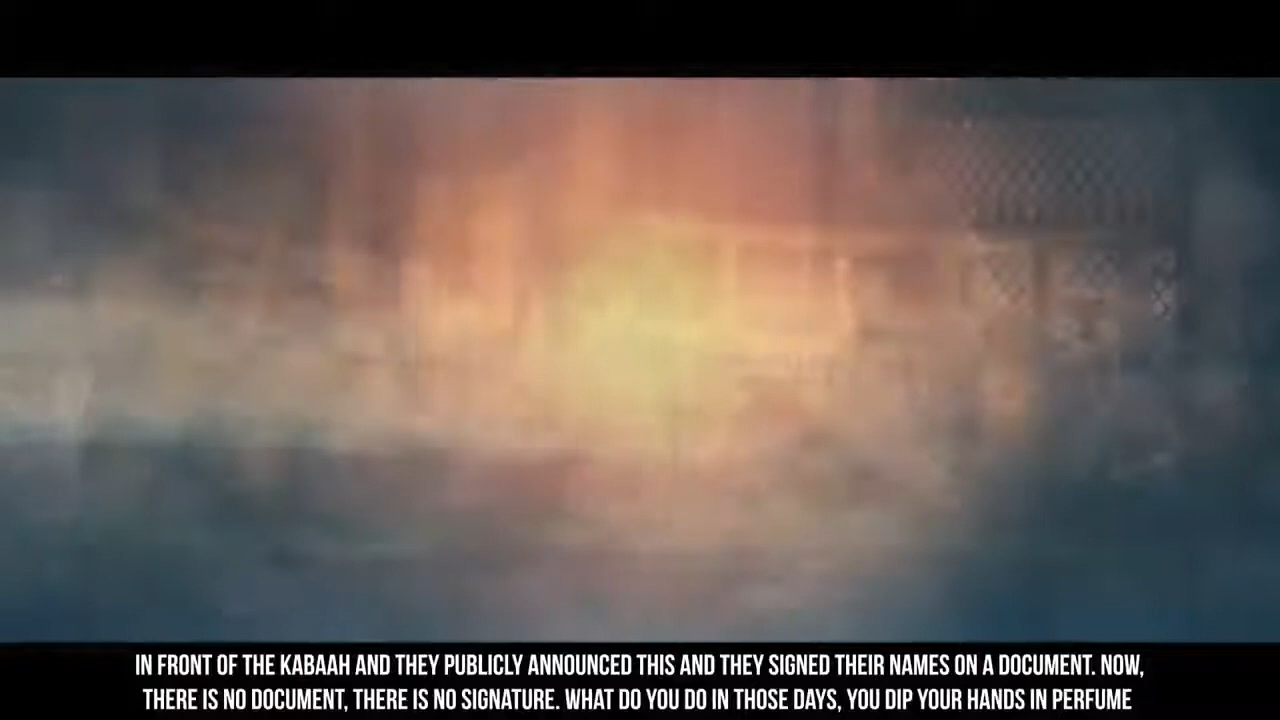 IN FRONT OF THE KABAAH AND THEY PUBLICLY ANNOUNCED THIS AND THEY SIGNED THEIR NAMES ON A DOCUMENT. NOW,
THERE IS NO DOCUMENT, THERE IS NO SIGNATURE. WHAT DO YOU DO IN THOSE DAYS, YOU DIP YOUR HANDS IN PERFUME